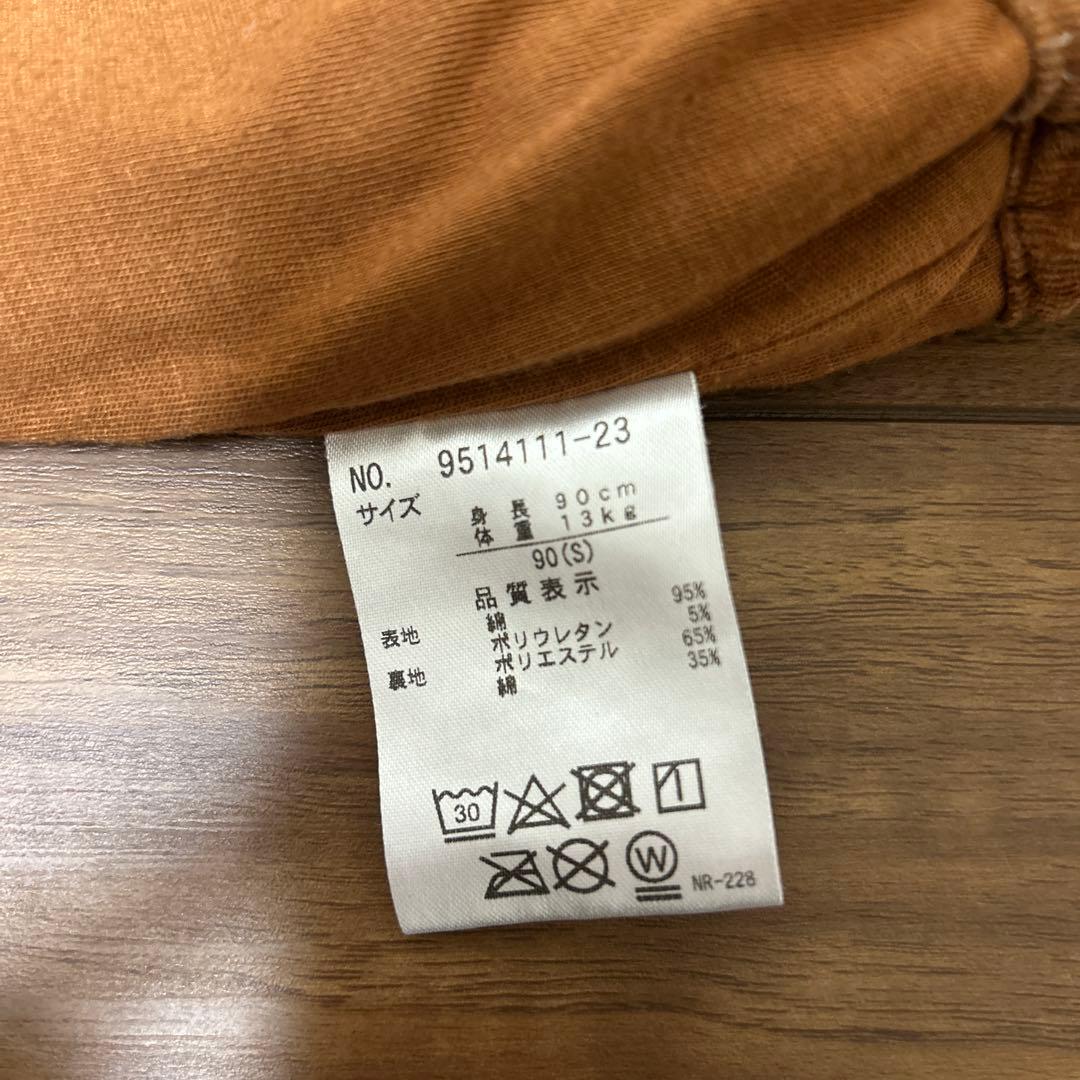 NO. 9514111-23
サイズ 身長 90cm
体重 13kg
90(S)
品質表示
表地 綿 95%
ポリウレタン 5%
裏地 ポリエステル 65%
綿 35%
30
W NR-228